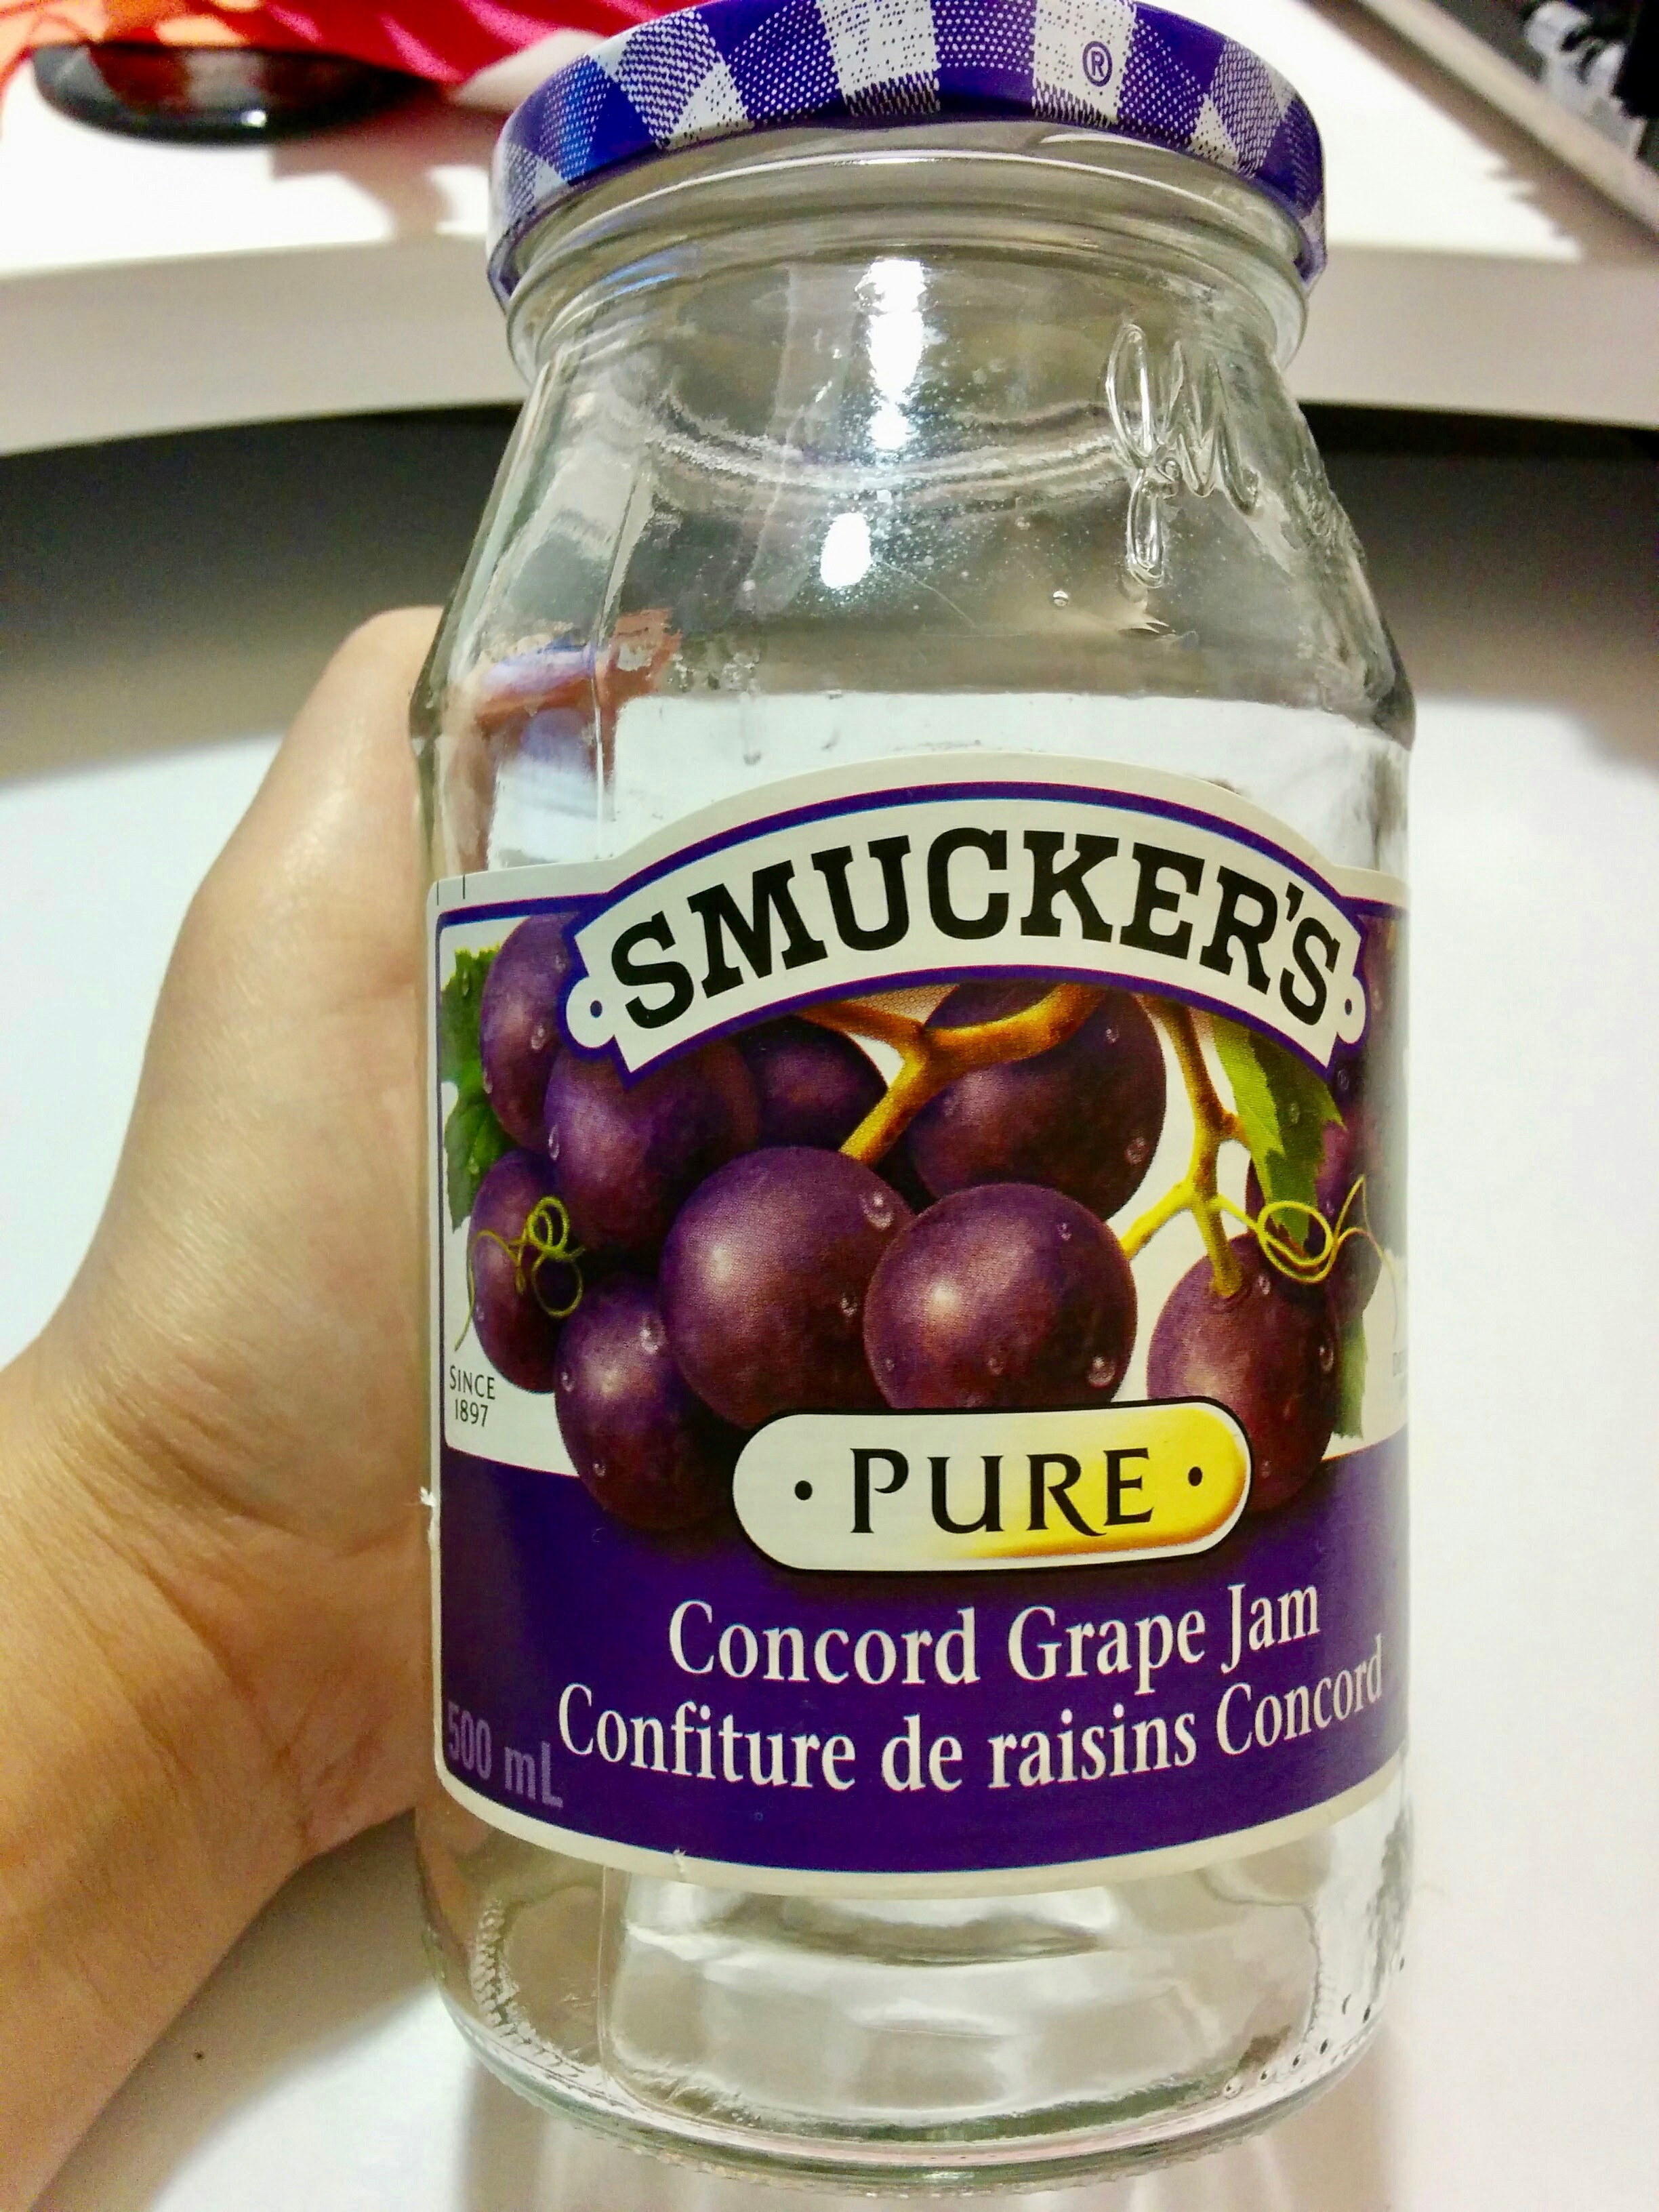 ®
SMUCKER'S
SINCE
1897
• PURE •
Concord Grape Jam
Confiture de raisins Concord
500 mL